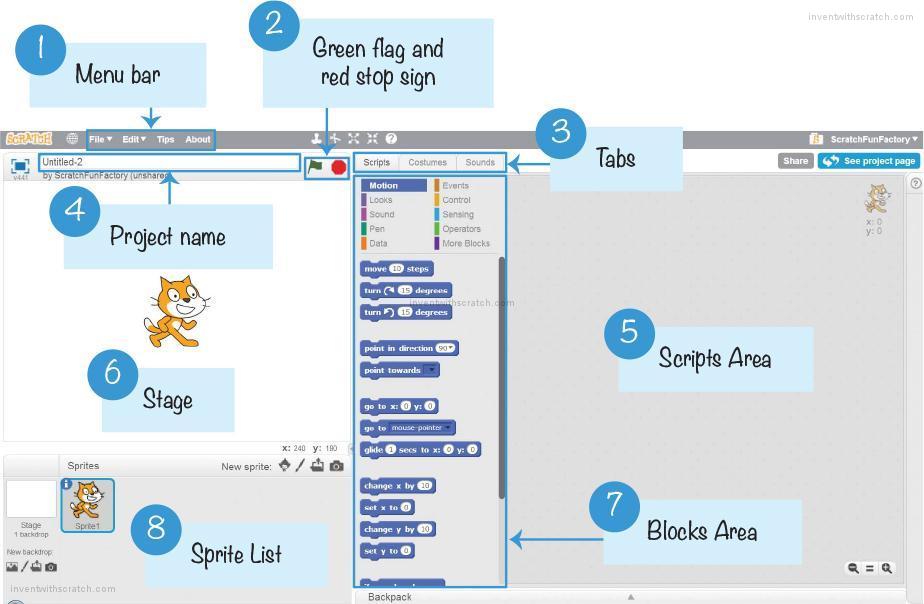 inventwithscratch.com
1
Menu bar
2
Green flag and
red stop sign
3
Tabs
SCRATCH
File
Edit
Tips
About
ScratchFunFactory
v441
Untitled-2
by ScratchFunFactory (unshared)
Scripts
Costumes
Sounds
Share
See project page
4
Project name
Motion
Looks
Sound
Pen
Data
Events
Control
Sensing
Operators
More Blocks
x: 0
y: 0
move 10 steps
turn 15 degrees
inventwithscratch.com
turn 15 degrees
point in direction 90
point towards
go to x: 0 y: 0
go to mouse-pointer
glide 1 secs to x: 0 y: 0
change x by 10
set x to 0
change y by 10
set y to 0
5
Scripts Area
6
Stage
x: 240 y: 190
Sprites
New sprite:
Stage
1 backdrop
New backdrop:
Sprite1
7
Blocks Area
8
Sprite List
inventwithscratch.com
Backpack